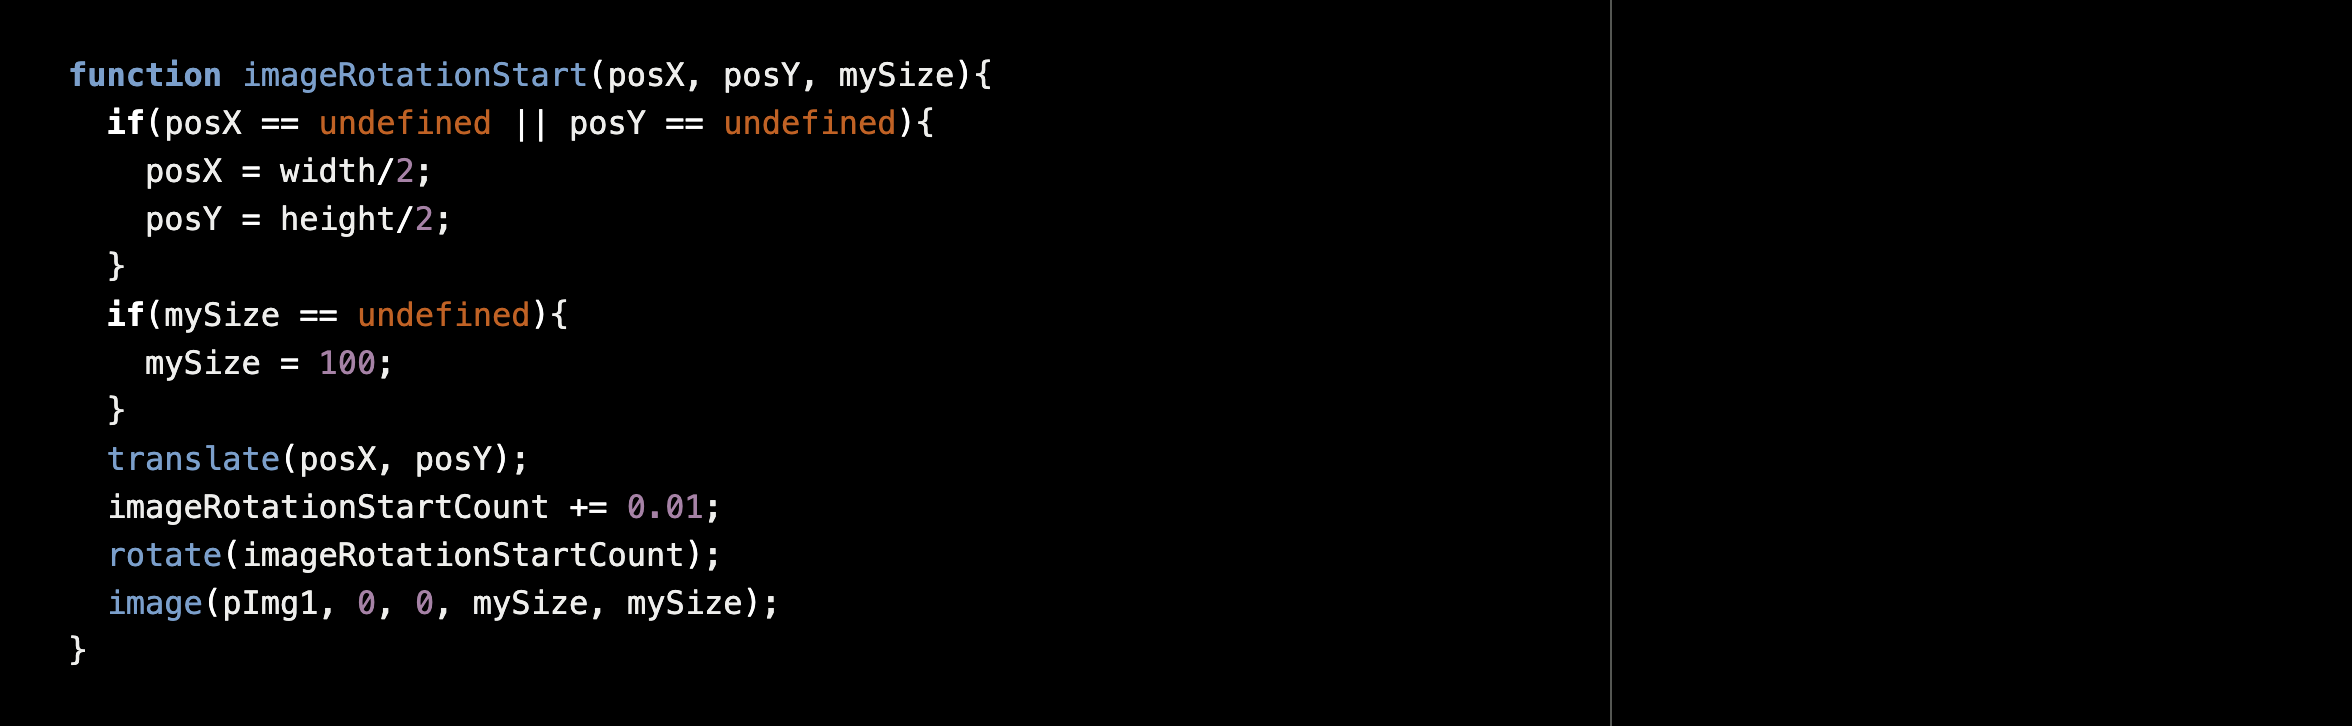 function imageRotationStart(posX, posY, mySize){
  if(posX == undefined || posY == undefined){
    posX = width/2;
    posY = height/2;
  }
  if(mySize == undefined){
    mySize = 100;
  }
  translate(posX, posY);
  imageRotationStartCount += 0.01;
  rotate(imageRotationStartCount);
  image(pImg1, 0, 0, mySize, mySize);
}